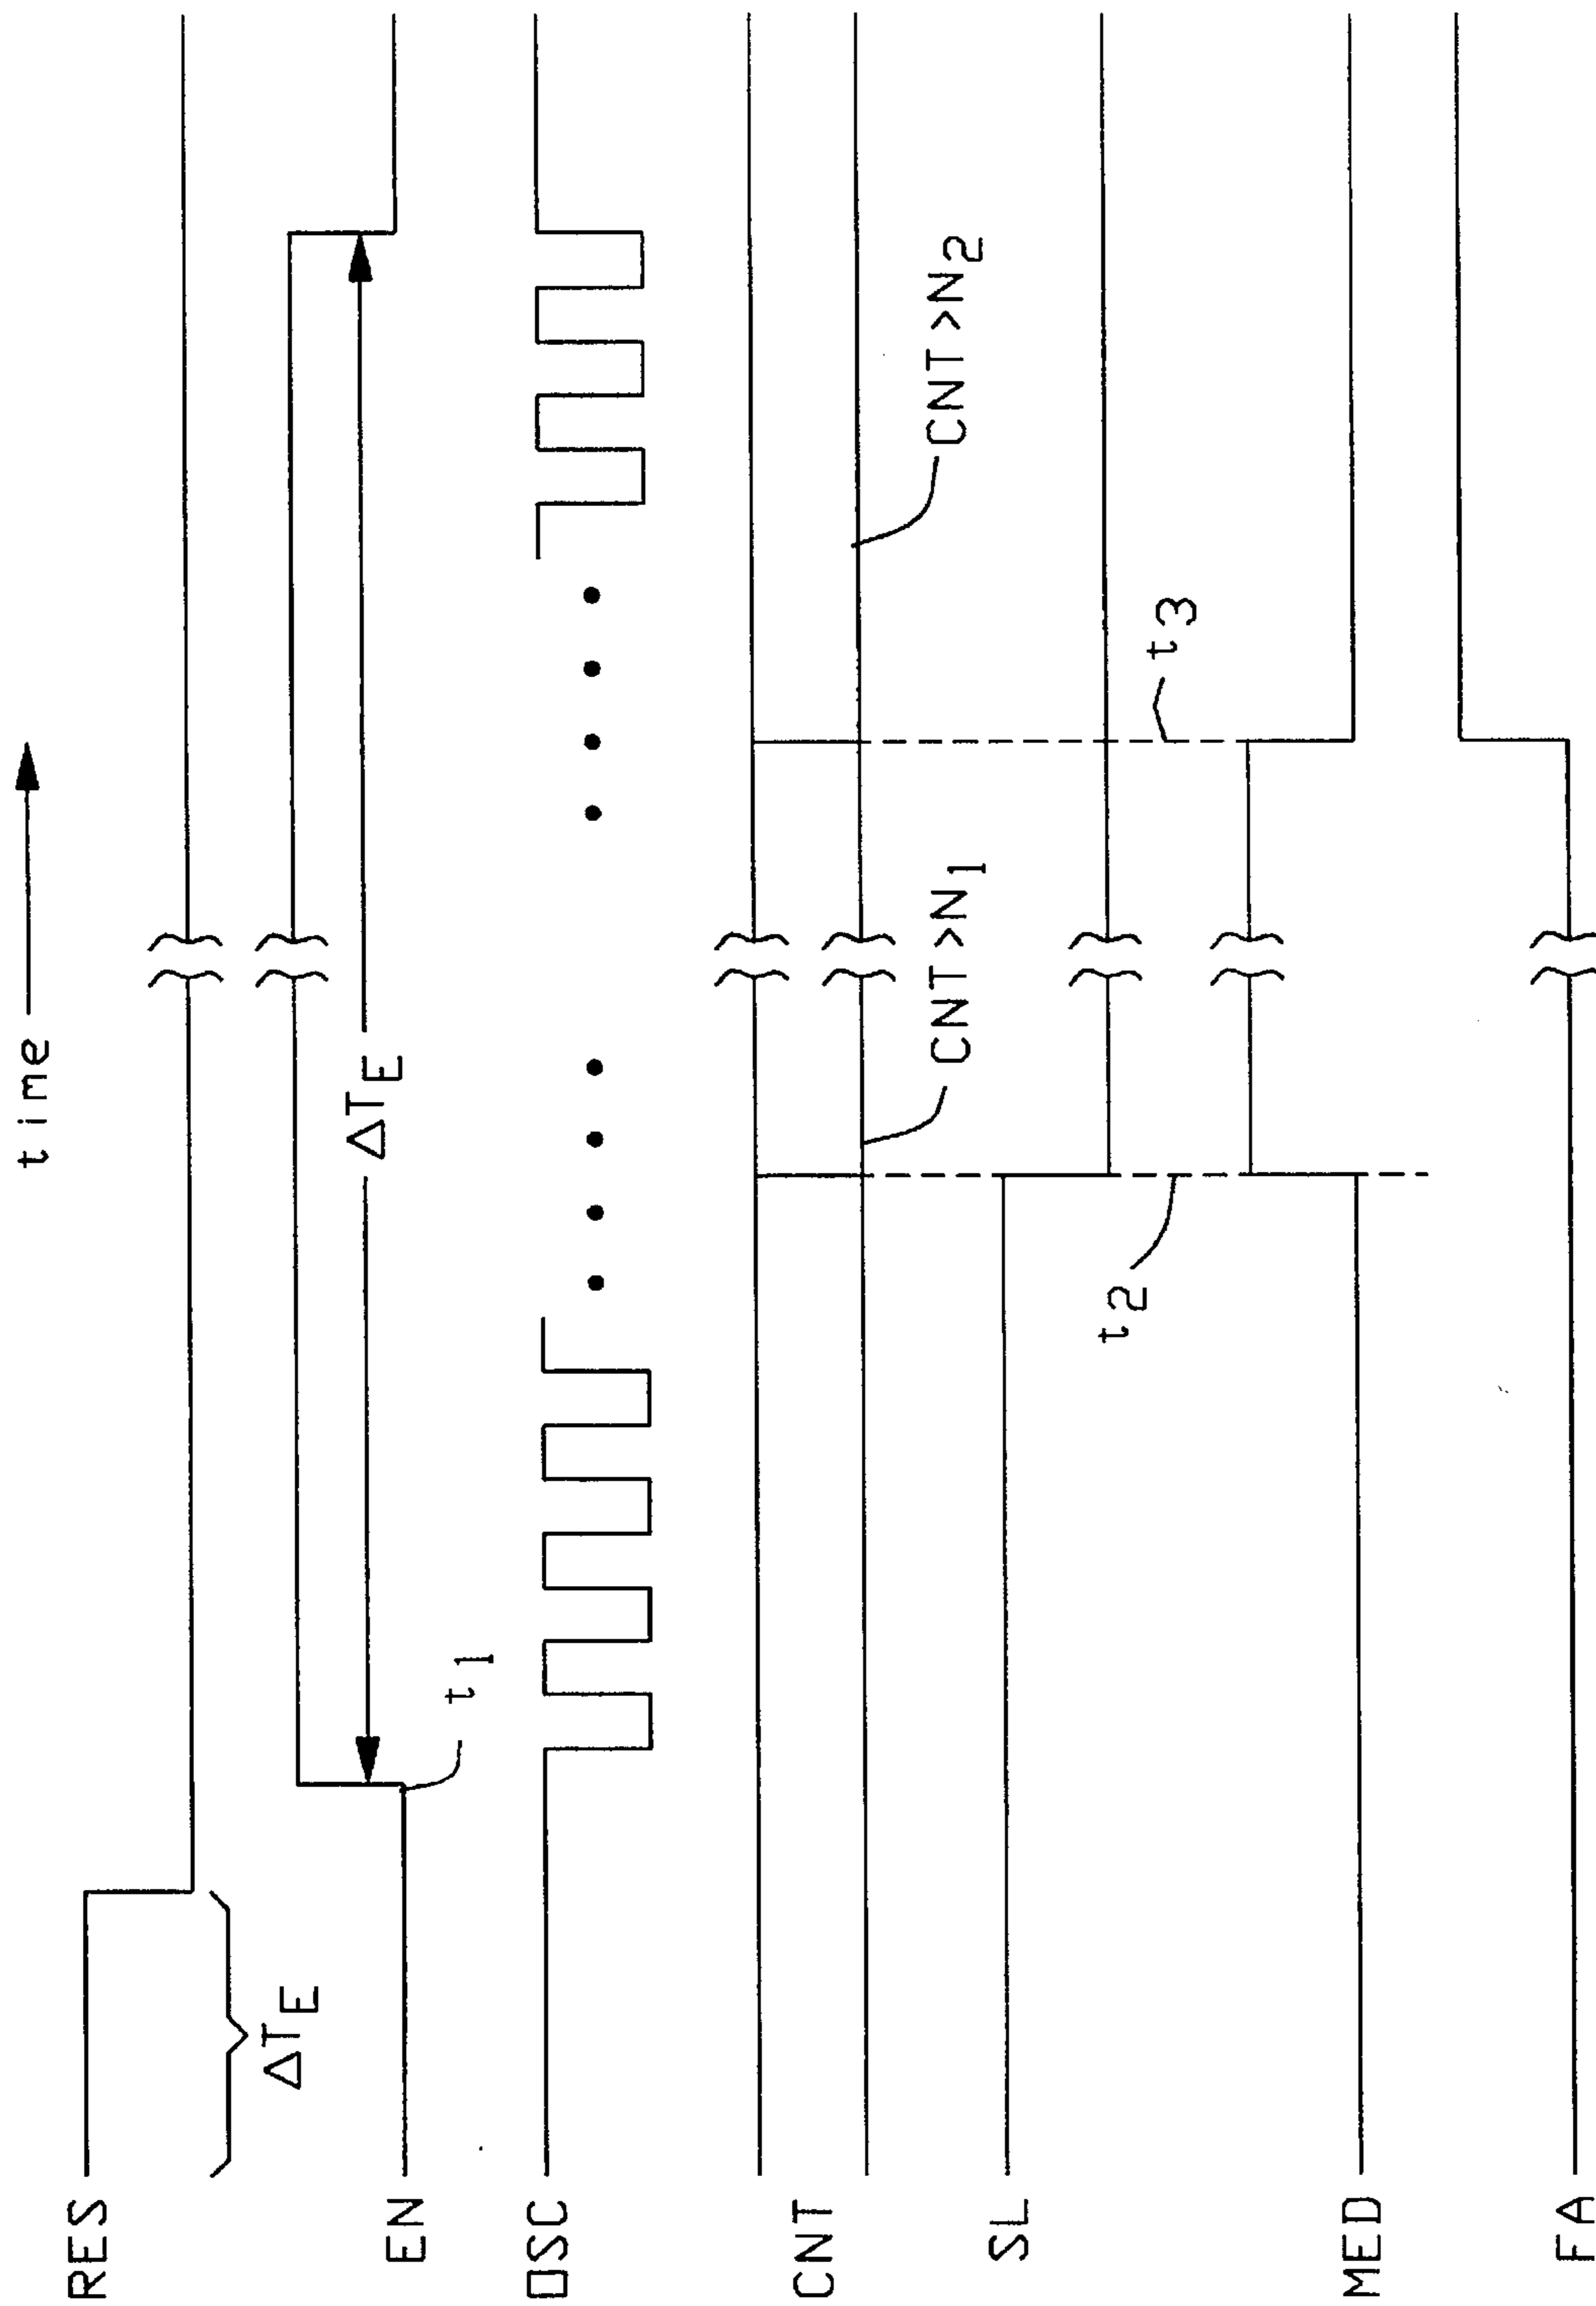 time
RES
ΔTE
EN
ΔTE
t1
OSC
CNT
CNT>N1
CNT>N2
SL
t2
t3
MED
FA